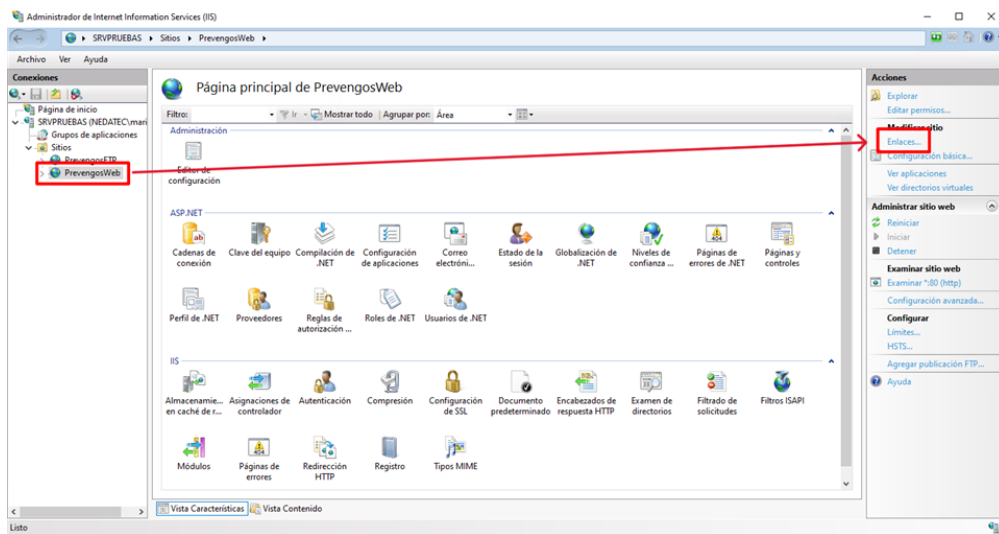 Administrador de Internet Information Services (IIS)
SRVPRUEBAS Sitios PrevengosWeb
Archivo Ver Ayuda
Conexiones
Página de inicio
SRVPRUEBAS (NEDATEC\mari
Grupos de aplicaciones
Sitios
PrevengosFTP
PrevengosWeb
Página principal de PrevengosWeb
Filtro: Ir Mostrar todo Agrupar por: Área
Administración
Editor de
configuración
ASP.NET
Cadenas de
conexión
Clave del equipo
Compilación de
.NET
Configuración
de aplicaciones
Correo
electróni...
Estado de la
sesión
Globalización de
.NET
Niveles de
confianza ...
Páginas de
errores de .NET
Páginas y
controles
Perfil de .NET
Proveedores
Reglas de
autorización ...
Roles de .NET
Usuarios de .NET
IIS
Almacenamie...
en caché de r...
Asignaciones de
controlador
Autenticación
Compresión
Configuración
de SSL
Documento
predeterminado
Encabezados de
respuesta HTTP
Examen de
directorios
Filtrado de
solicitudes
Filtros ISAPI
Módulos
Páginas de
errores
Redirección
HTTP
Registro
Tipos MIME
Vista Características Vista Contenido
Acciones
Explorar
Editar permisos...
Modificar sitio
Enlaces...
Configuración básica...
Ver aplicaciones
Ver directorios virtuales
Administrar sitio web
Reiniciar
Iniciar
Detener
Examinar sitio web
Examinar *:80 (http)
Configuración avanzada...
Configurar
Límites...
HSTS...
Agregar publicación FTP...
Ayuda
Listo